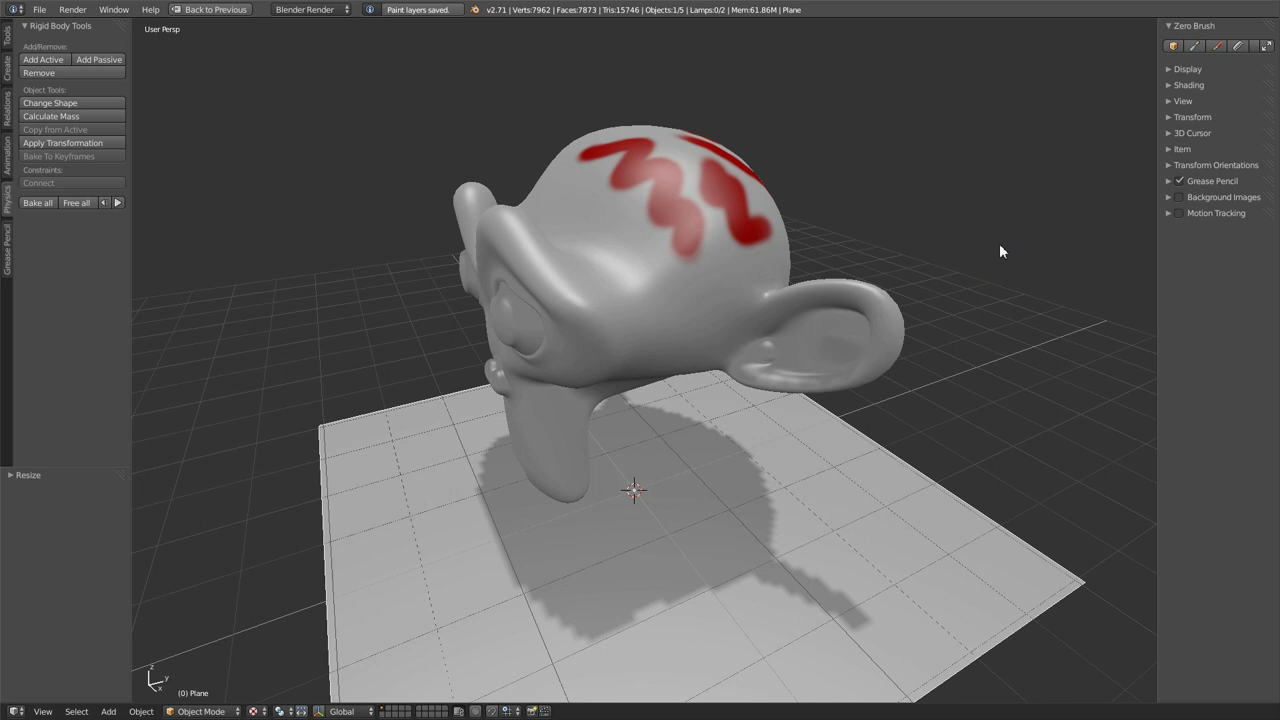 File Render Window Help Back to Previous Blender Render Paint layers saved. v2.71 | Verts:7962 | Faces:7873 | Tris:15746 | Objects:1/5 | Lamps:0/2 | Mem:61.86M | Plane
Tools
Create
Relations
Animation
Physics
Grease Pencil
Rigid Body Tools
Add/Remove:
Add Active Add Passive
Remove
Object Tools:
Change Shape
Calculate Mass
Copy from Active
Apply Transformation
Bake To Keyframes
Constraints:
Connect
Bake all Free all
Resize
User Persp
z
y
x
(0) Plane
Zero Brush
Display
Shading
View
Transform
3D Cursor
Item
Transform Orientations
Grease Pencil
Background Images
Motion Tracking
View Select Add Object Object Mode Global